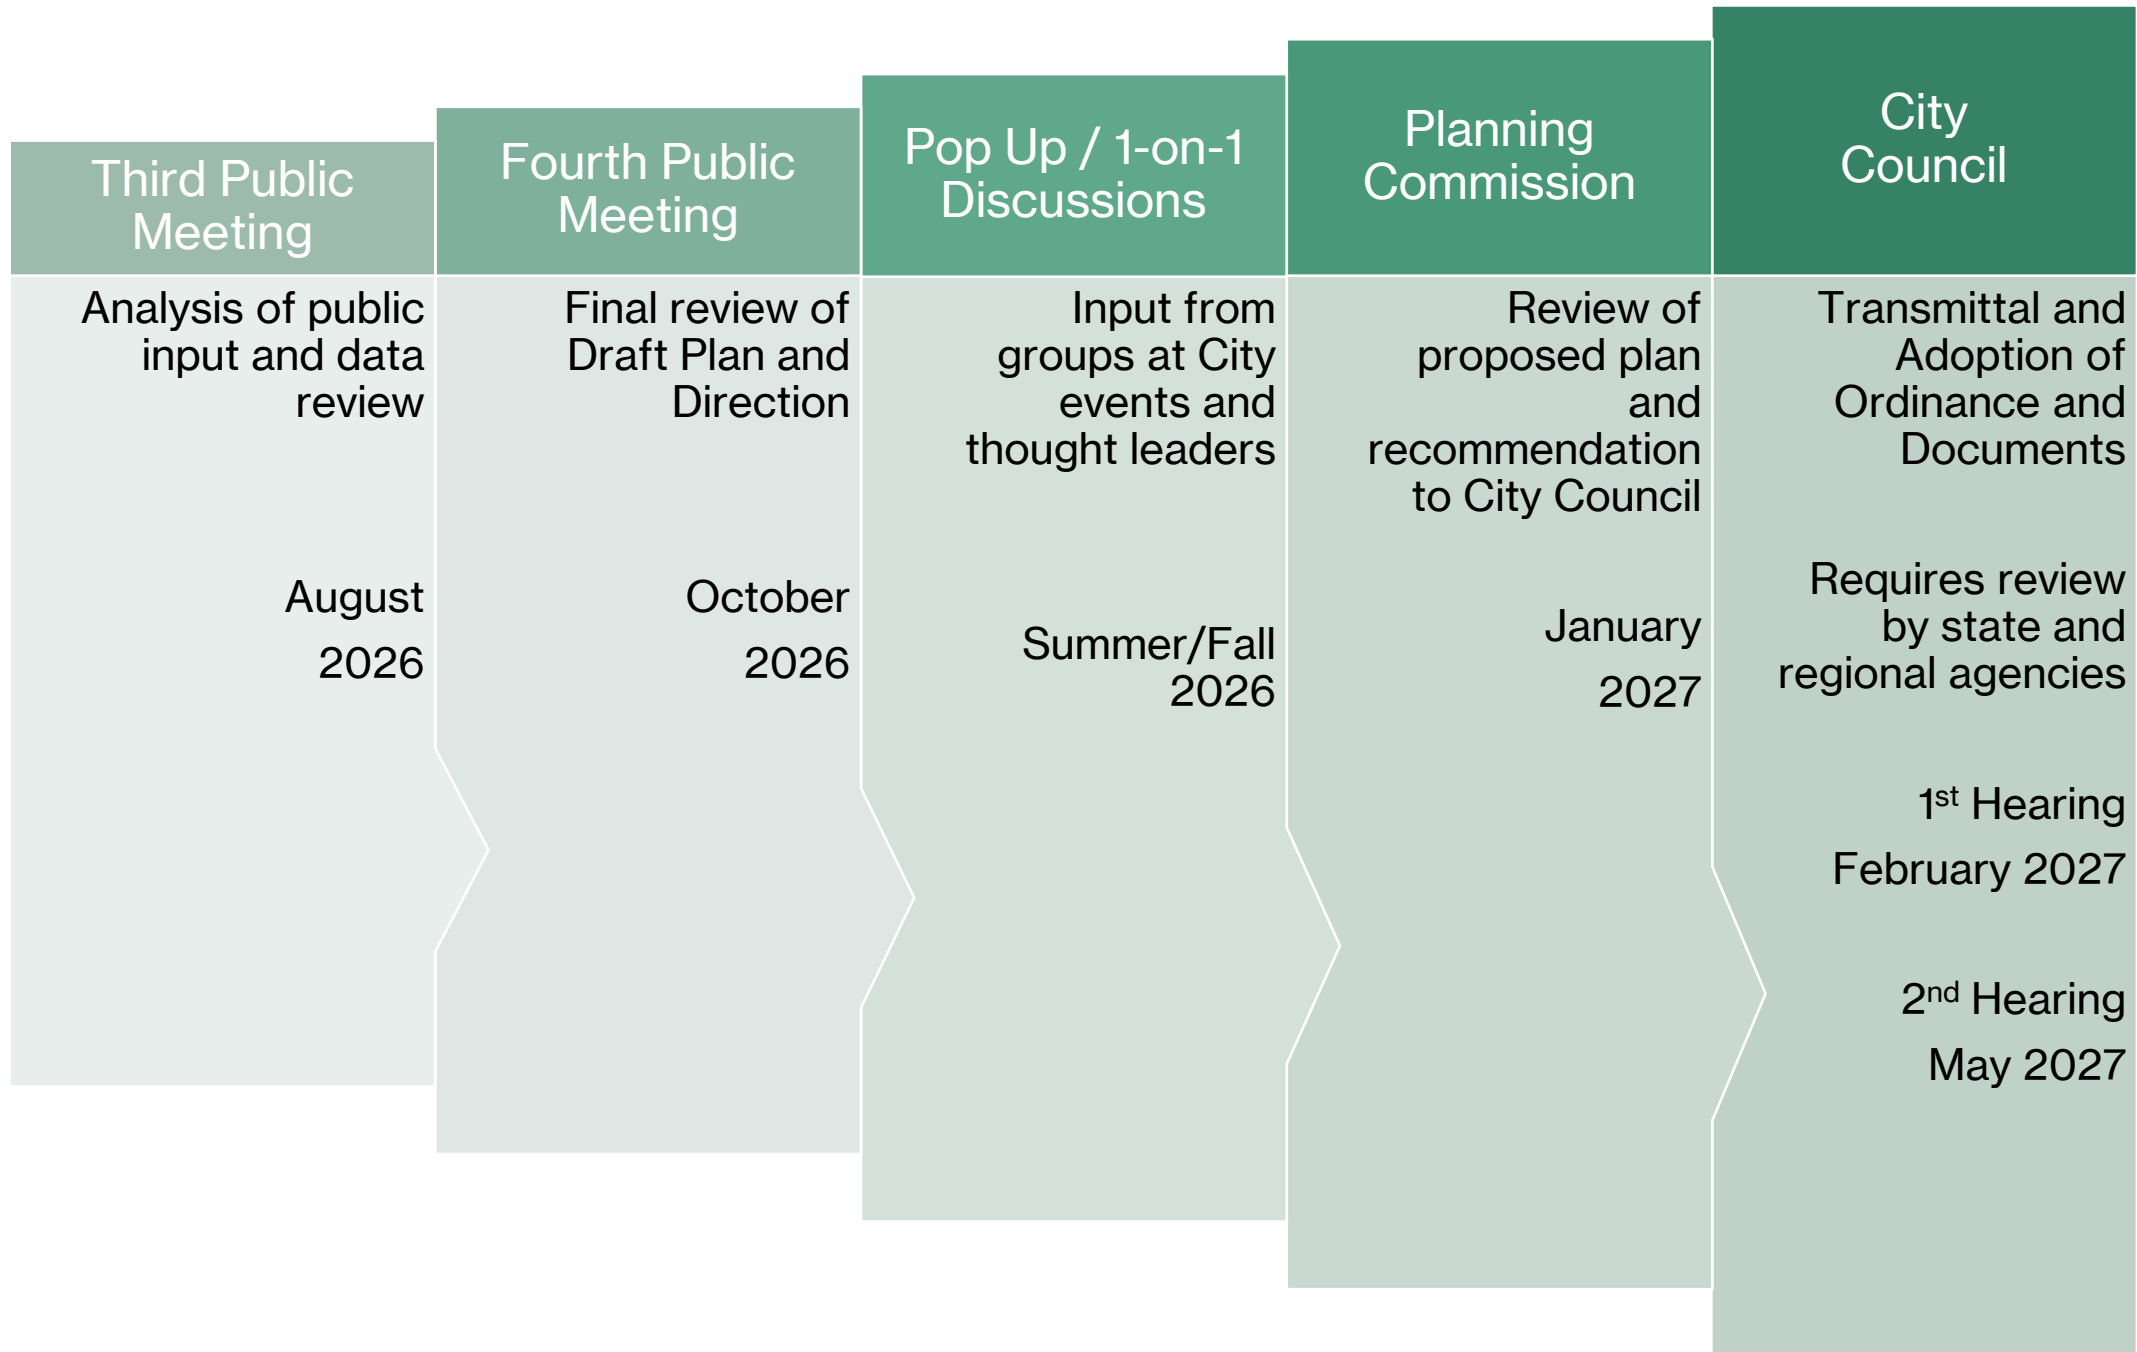 Third Public
Meeting
Analysis of public
input and data
review
August
2026
Fourth Public
Meeting
Final review of
Draft Plan and
Direction
October
2026
Pop Up / 1-on-1
Discussions
Input from
groups at City
events and
thought leaders
Summer/Fall
2026
Planning
Commission
Review of
proposed plan
and
recommendation
to City Council
January
2027
City
Council
Transmittal and
Adoption of
Ordinance and
Documents
Requires review
by state and
regional agencies
1st Hearing
February 2027
2nd Hearing
May 2027